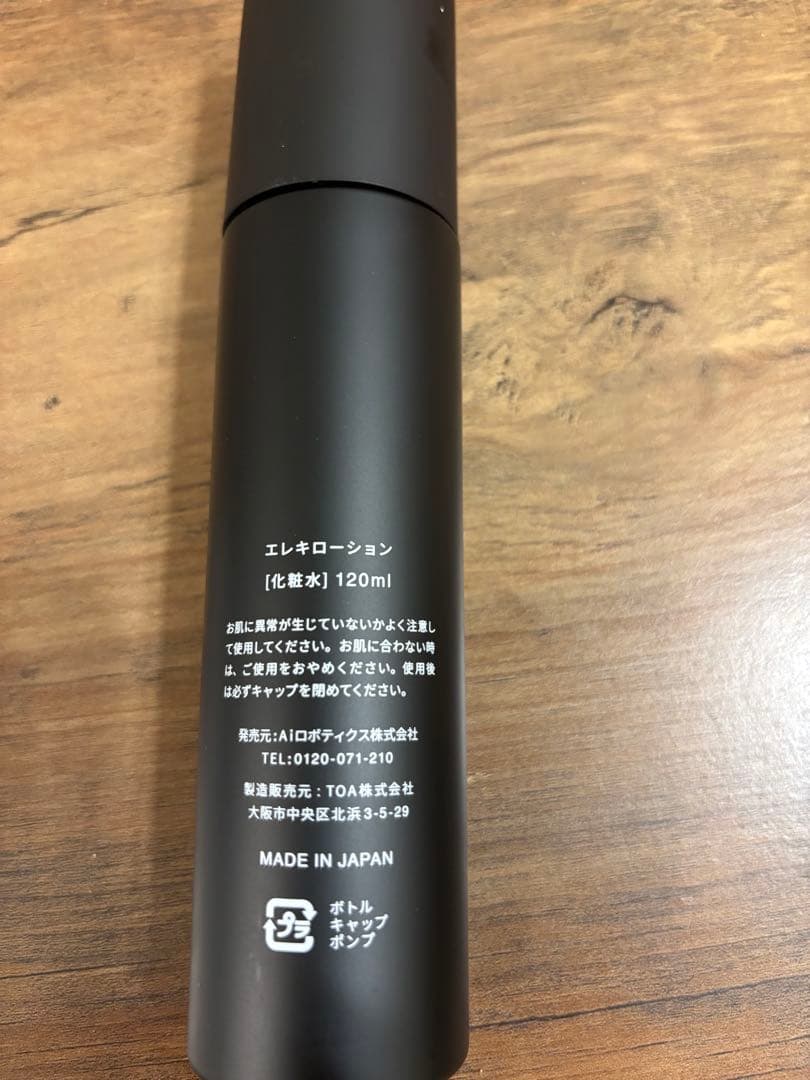 エレキローション
[化粧水] 120ml
お肌に異常が生じていないかよく注意し
て使用してください。お肌に合わない時
は、ご使用をおやめください。使用後
は必ずキャップを閉めてください。
発売元:Aiロボティクス株式会社
TEL:0120-071-210
製造販売元:TOA株式会社
大阪市中央区北浜3-5-29
MADE IN JAPAN
プラ
ボトル
キャップ
ポンプ